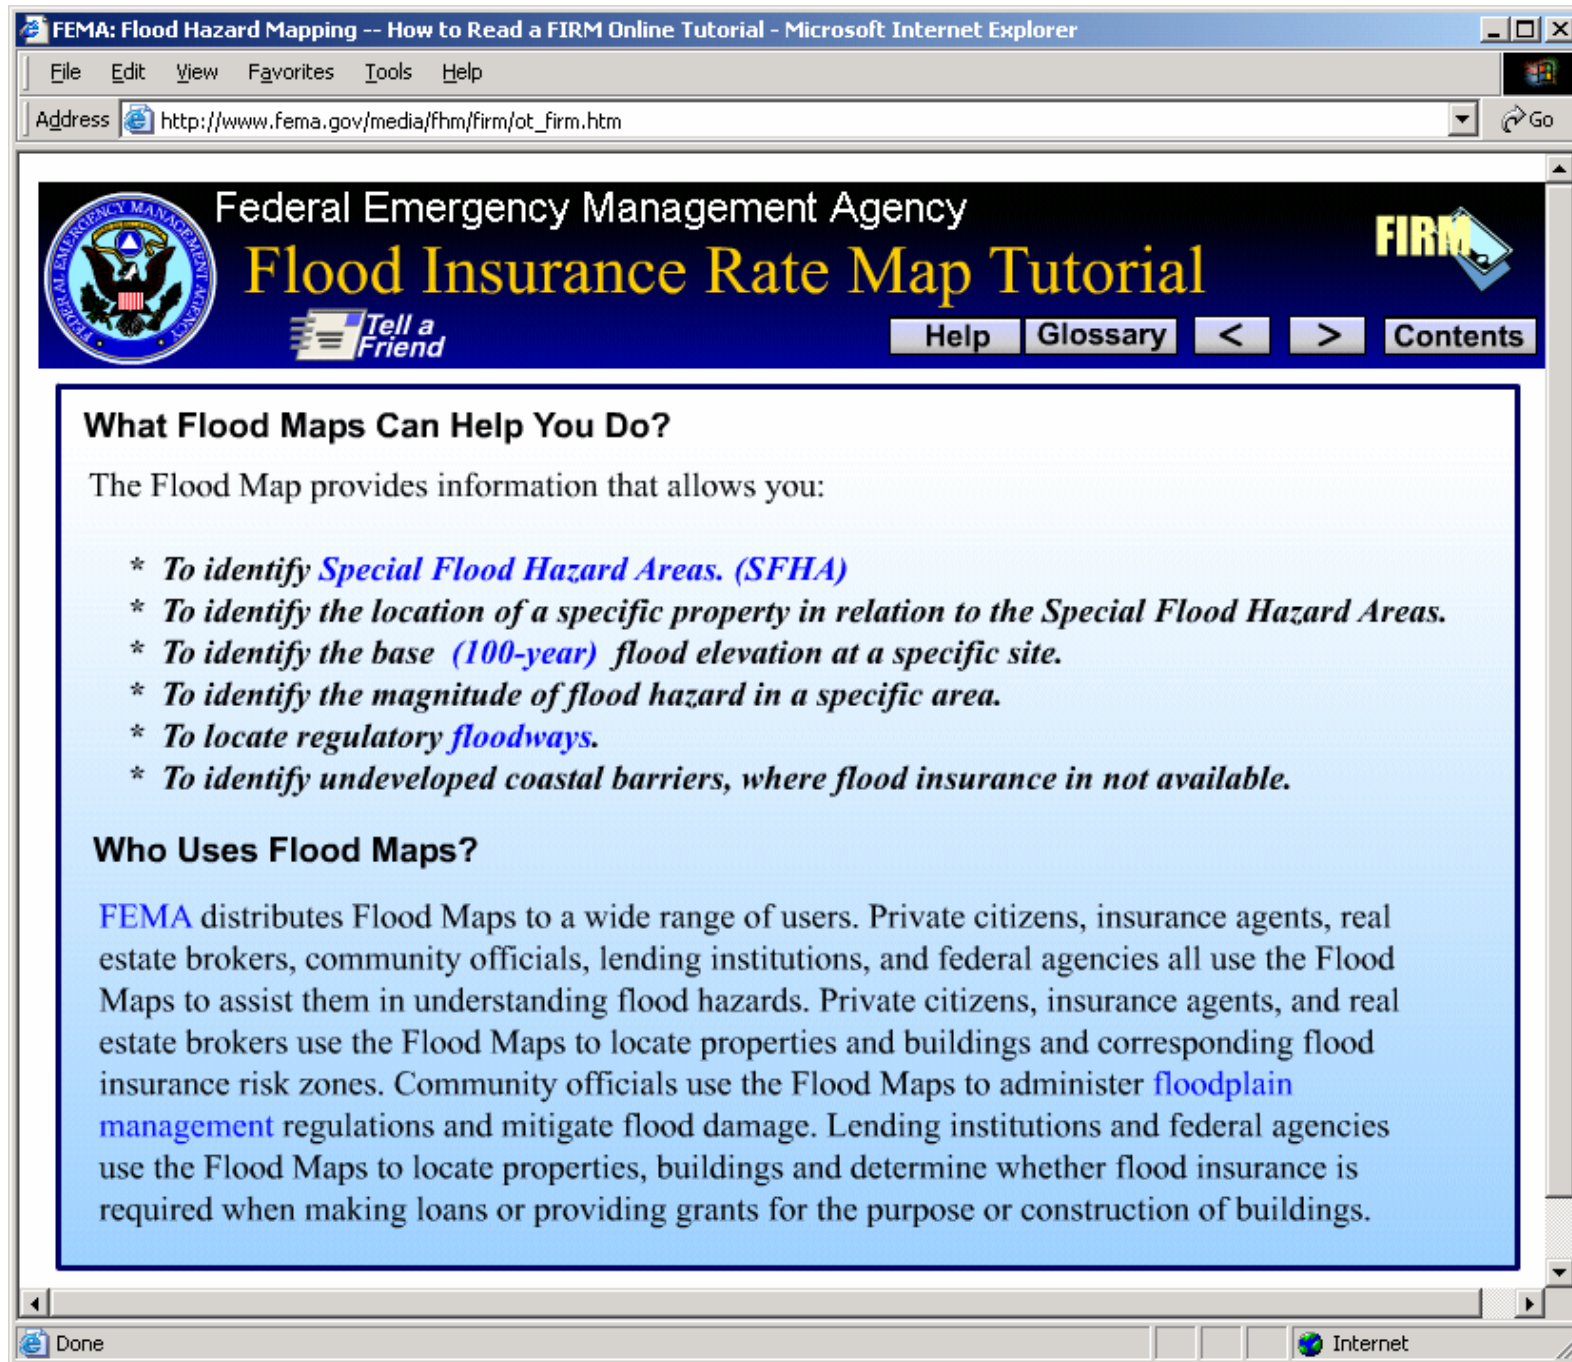 FEMA: Flood Hazard Mapping -- How to Read a FIRM Online Tutorial - Microsoft Internet Explorer
File Edit View Favorites Tools Help
Address http://www.fema.gov/media/fhm/firm/ot_firm.htm Go
FEDERAL EMERGENCY MANAGEMENT AGENCY
Federal Emergency Management Agency
Flood Insurance Rate Map Tutorial
FIRM
Tell a
Friend
Help Glossary < > Contents
What Flood Maps Can Help You Do?
The Flood Map provides information that allows you:
* To identify Special Flood Hazard Areas. (SFHA)
* To identify the location of a specific property in relation to the Special Flood Hazard Areas.
* To identify the base (100-year) flood elevation at a specific site.
* To identify the magnitude of flood hazard in a specific area.
* To locate regulatory floodways.
* To identify undeveloped coastal barriers, where flood insurance in not available.
Who Uses Flood Maps?
FEMA distributes Flood Maps to a wide range of users. Private citizens, insurance agents, real
estate brokers, community officials, lending institutions, and federal agencies all use the Flood
Maps to assist them in understanding flood hazards. Private citizens, insurance agents, and real
estate brokers use the Flood Maps to locate properties and buildings and corresponding flood
insurance risk zones. Community officials use the Flood Maps to administer floodplain
management regulations and mitigate flood damage. Lending institutions and federal agencies
use the Flood Maps to locate properties, buildings and determine whether flood insurance is
required when making loans or providing grants for the purpose or construction of buildings.
Done Internet